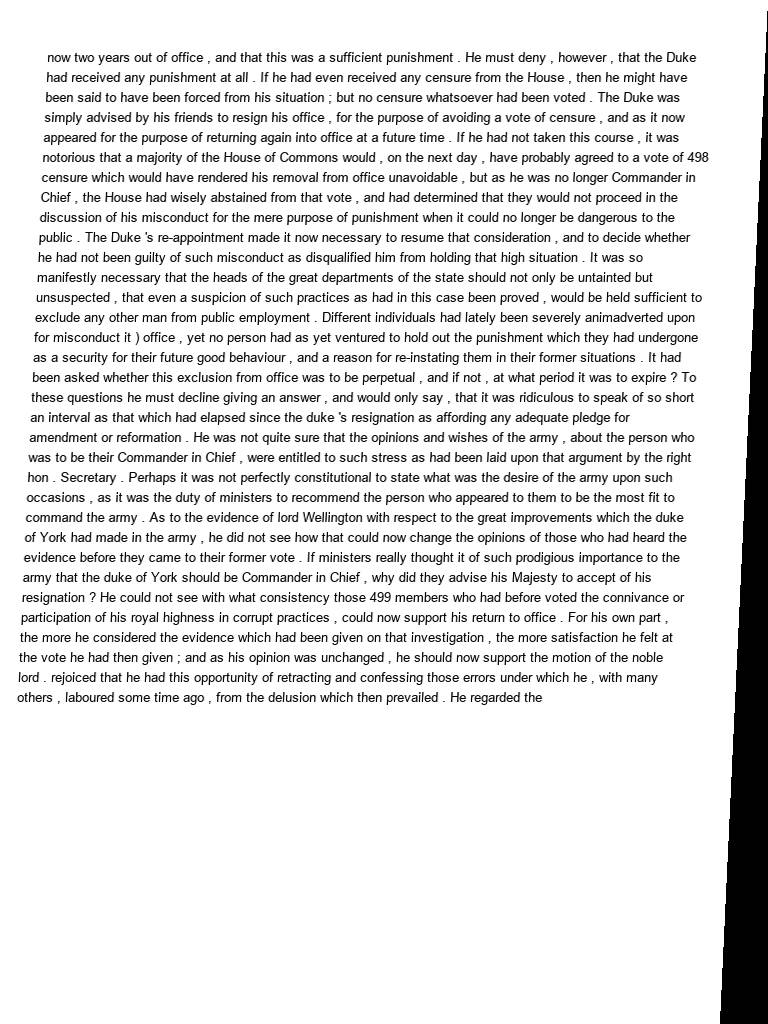 now two years out of office , and that this was a sufficient punishment . He must deny , however , that the Duke
had received any punishment at all . If he had even received any censure from the House , then he might have
been said to have been forced from his situation ; but no censure whatsoever had been voted . The Duke was
simply advised by his friends to resign his office , for the purpose of avoiding a vote of censure , and as it now
appeared for the purpose of returning again into office at a future time . If he had not taken this course , it was
notorious that a majority of the House of Commons would , on the next day , have probably agreed to a vote of 498
censure which would have rendered his removal from office unavoidable , but as he was no longer Commander in
Chief , the House had wisely abstained from that vote , and had determined that they would not proceed in the
discussion of his misconduct for the mere purpose of punishment when it could no longer be dangerous to the
public . The Duke 's re-appointment made it now necessary to resume that consideration , and to decide whether
he had not been guilty of such misconduct as disqualified him from holding that high situation . It was so
manifestly necessary that the heads of the great departments of the state should not only be untainted but
unsuspected , that even a suspicion of such practices as had in this case been proved , would be held sufficient to
exclude any other man from public employment . Different individuals had lately been severely animadverted upon
for misconduct it ) office , yet no person had as yet ventured to hold out the punishment which they had undergone
as a security for their future good behaviour , and a reason for re-instating them in their former situations . It had
been asked whether this exclusion from office was to be perpetual , and if not , at what period it was to expire ? To
these questions he must decline giving an answer , and would only say , that it was ridiculous to speak of so short
an interval as that which had elapsed since the duke 's resignation as affording any adequate pledge for
amendment or reformation . He was not quite sure that the opinions and wishes of the army , about the person who
was to be their Commander in Chief , were entitled to such stress as had been laid upon that argument by the right
hon . Secretary . Perhaps it was not perfectly constitutional to state what was the desire of the army upon such
occasions , as it was the duty of ministers to recommend the person who appeared to them to be the most fit to
command the army . As to the evidence of lord Wellington with respect to the great improvements which the duke
of York had made in the army , he did not see how that could now change the opinions of those who had heard the
evidence before they came to their former vote . If ministers really thought it of such prodigious importance to the
army that the duke of York should be Commander in Chief , why did they advise his Majesty to accept of his
resignation ? He could not see with what consistency those 499 members who had before voted the connivance or
participation of his royal highness in corrupt practices , could now support his return to office . For his own part ,
the more he considered the evidence which had been given on that investigation , the more satisfaction he felt at
the vote he had then given ; and as his opinion was unchanged , he should now support the motion of the noble
lord . rejoiced that he had this opportunity of retracting and confessing those errors under which he , with many
others , laboured some time ago , from the delusion which then prevailed . He regarded the